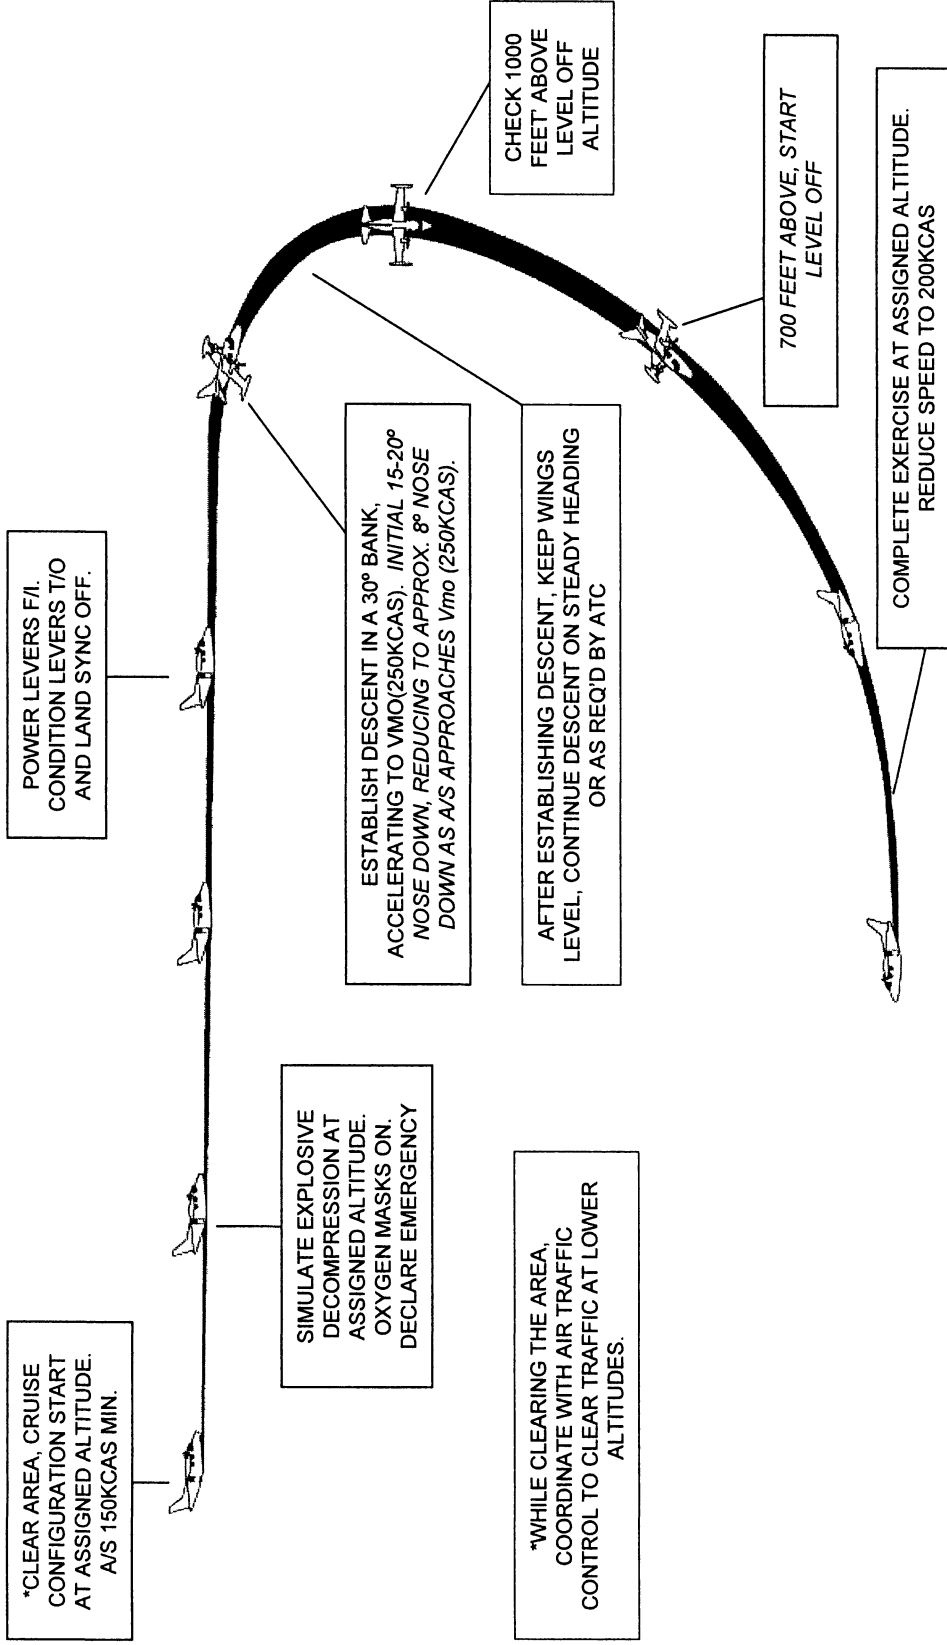 *CLEAR AREA, CRUISE
CONFIGURATION START
AT ASSIGNED ALTITUDE.
A/S 150KCAS MIN.
SIMULATE EXPLOSIVE
DECOMPRESSION AT
ASSIGNED ALTITUDE.
OXYGEN MASKS ON.
DECLARE EMERGENCY
POWER LEVERS F/I.
CONDITION LEVERS T/O
AND LAND SYNC OFF.
ESTABLISH DESCENT IN A 30º BANK,
ACCELERATING TO VMO(250KCAS). INITIAL 15-20º
NOSE DOWN, REDUCING TO APPROX. 8º NOSE
DOWN AS A/S APPROACHES Vmo (250KCAS).
AFTER ESTABLISHING DESCENT, KEEP WINGS
LEVEL, CONTINUE DESCENT ON STEADY HEADING
OR AS REQ'D BY ATC
CHECK 1000
FEET' ABOVE
LEVEL OFF
ALTITUDE
700 FEET ABOVE, START
LEVEL OFF
COMPLETE EXERCISE AT ASSIGNED ALTITUDE.
REDUCE SPEED TO 200KCAS
*WHILE CLEARING THE AREA,
COORDINATE WITH AIR TRAFFIC
CONTROL TO CLEAR TRAFFIC AT LOWER
ALTITUDES.